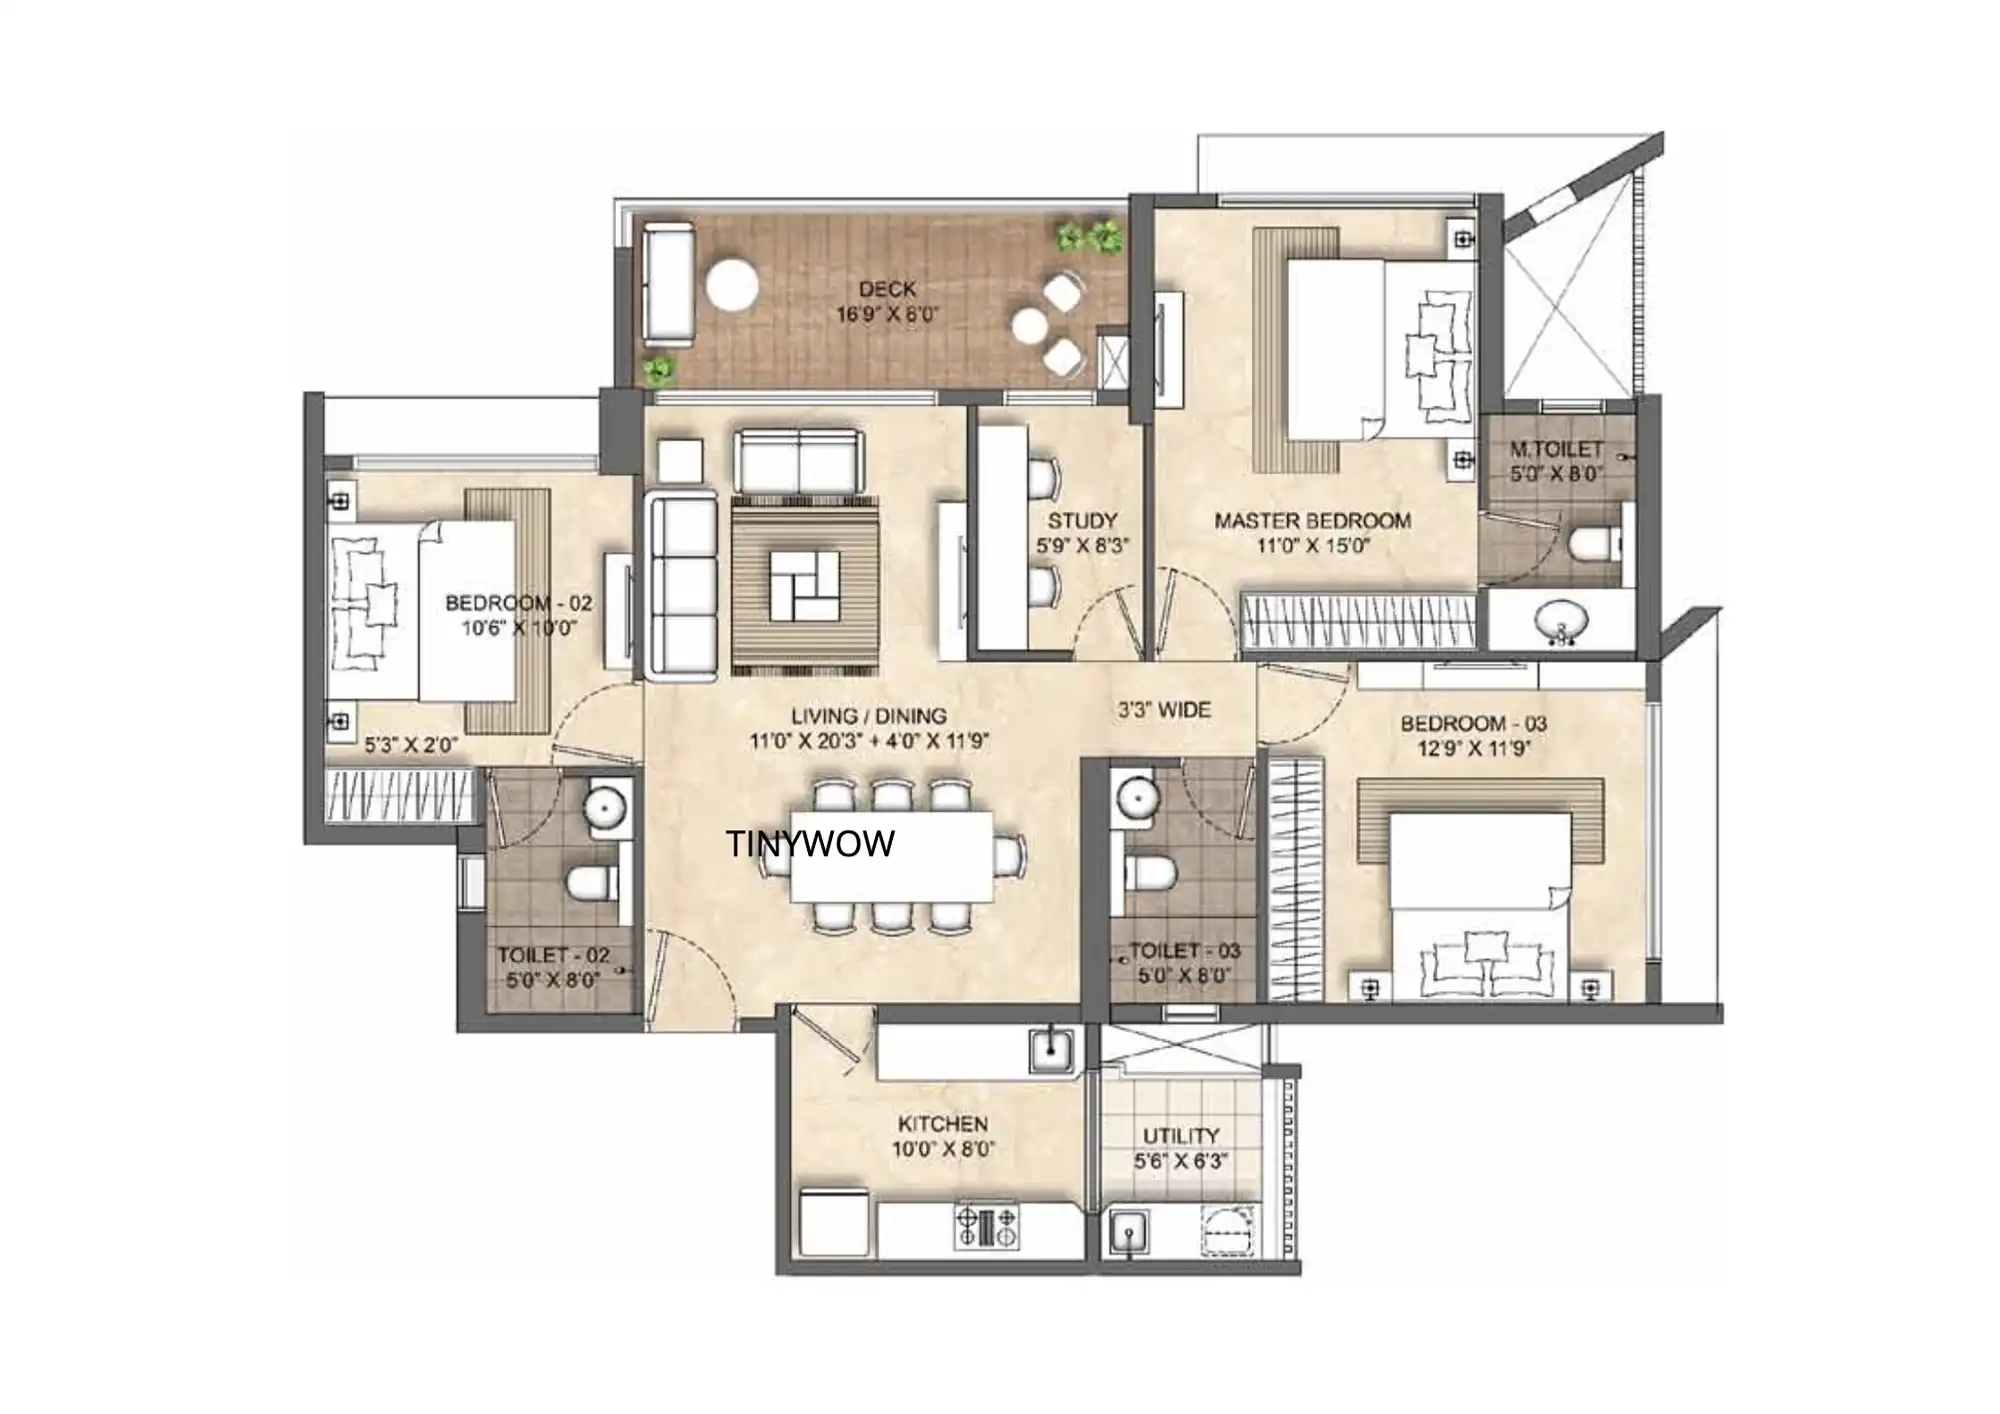 DECK
16'9" X 6'0"
M.TOILET
5'0" X 8'0"
STUDY
5'9" X 8'3"
MASTER BEDROOM
11'0" X 15'0"
BEDROOM - 02
10'6" X 10'0"
5'3" X 2'0"
LIVING / DINING
11'0" X 20'3" + 4'0" X 11'9"
3'3" WIDE
BEDROOM - 03
12'9" X 11'9"
TINYWOW
TOILET - 02
5'0" X 8'0"
TOILET - 03
5'0" X 8'0"
KITCHEN
10'0" X 8'0"
UTILITY
5'6" X 6'3"